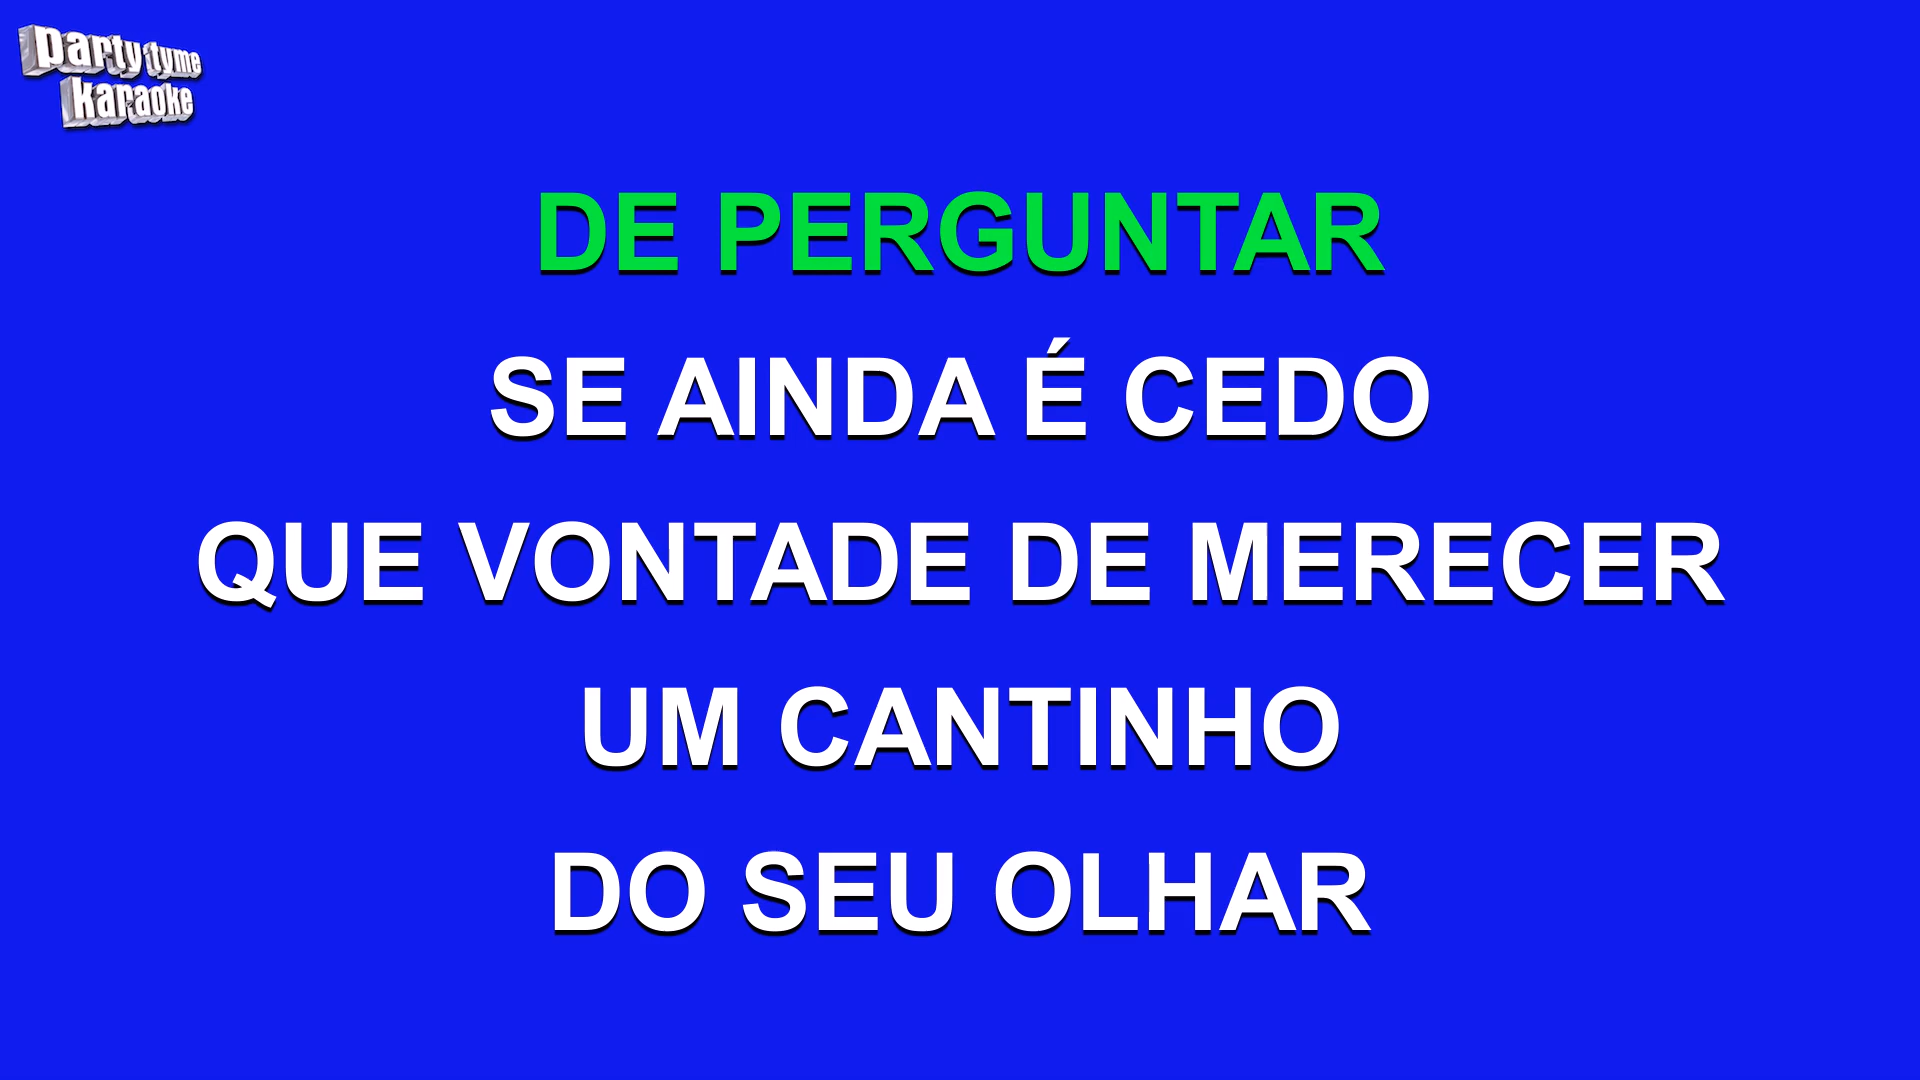 party tyme
karaoke
DE PERGUNTAR
SE AINDA É CEDO
QUE VONTADE DE MERECER
UM CANTINHO
DO SEU OLHAR